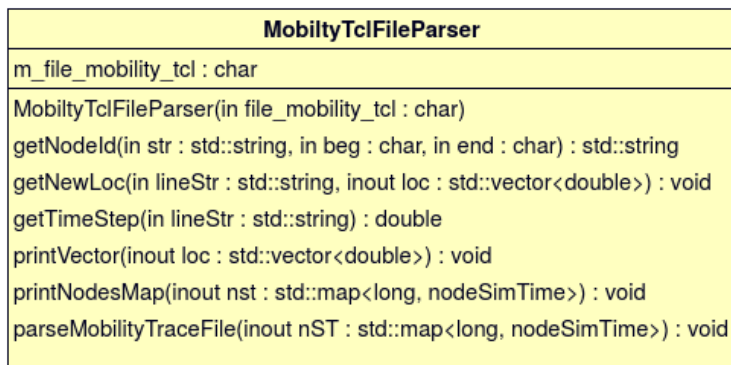 MobiltyTclFileParser
m_file_mobility_tcl : char
MobiltyTclFileParser(in file_mobility_tcl : char)
getNodeId(in str : std::string, in beg : char, in end : char) : std::string
getNewLoc(in lineStr : std::string, inout loc : std::vector<double>) : void
getTimeStep(in lineStr : std::string) : double
printVector(inout loc : std::vector<double>) : void
printNodesMap(inout nst : std::map<long, nodeSimTime>) : void
parseMobilityTraceFile(inout nST : std::map<long, nodeSimTime>) : void